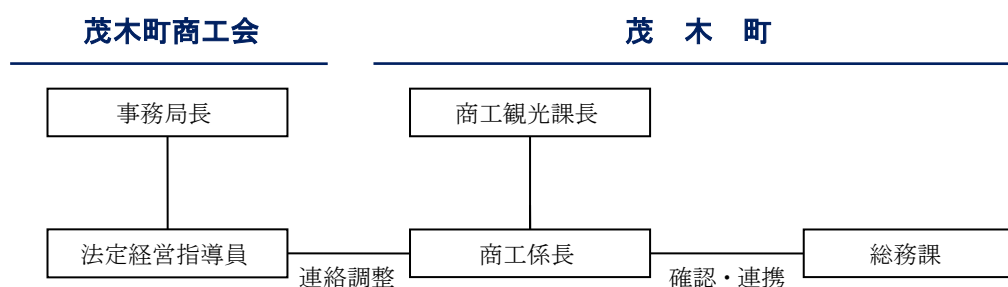 茂木町商工会
茂　木　町
事務局長
商工観光課長
法定経営指導員
連絡調整
商工係長
確認・連携
総務課